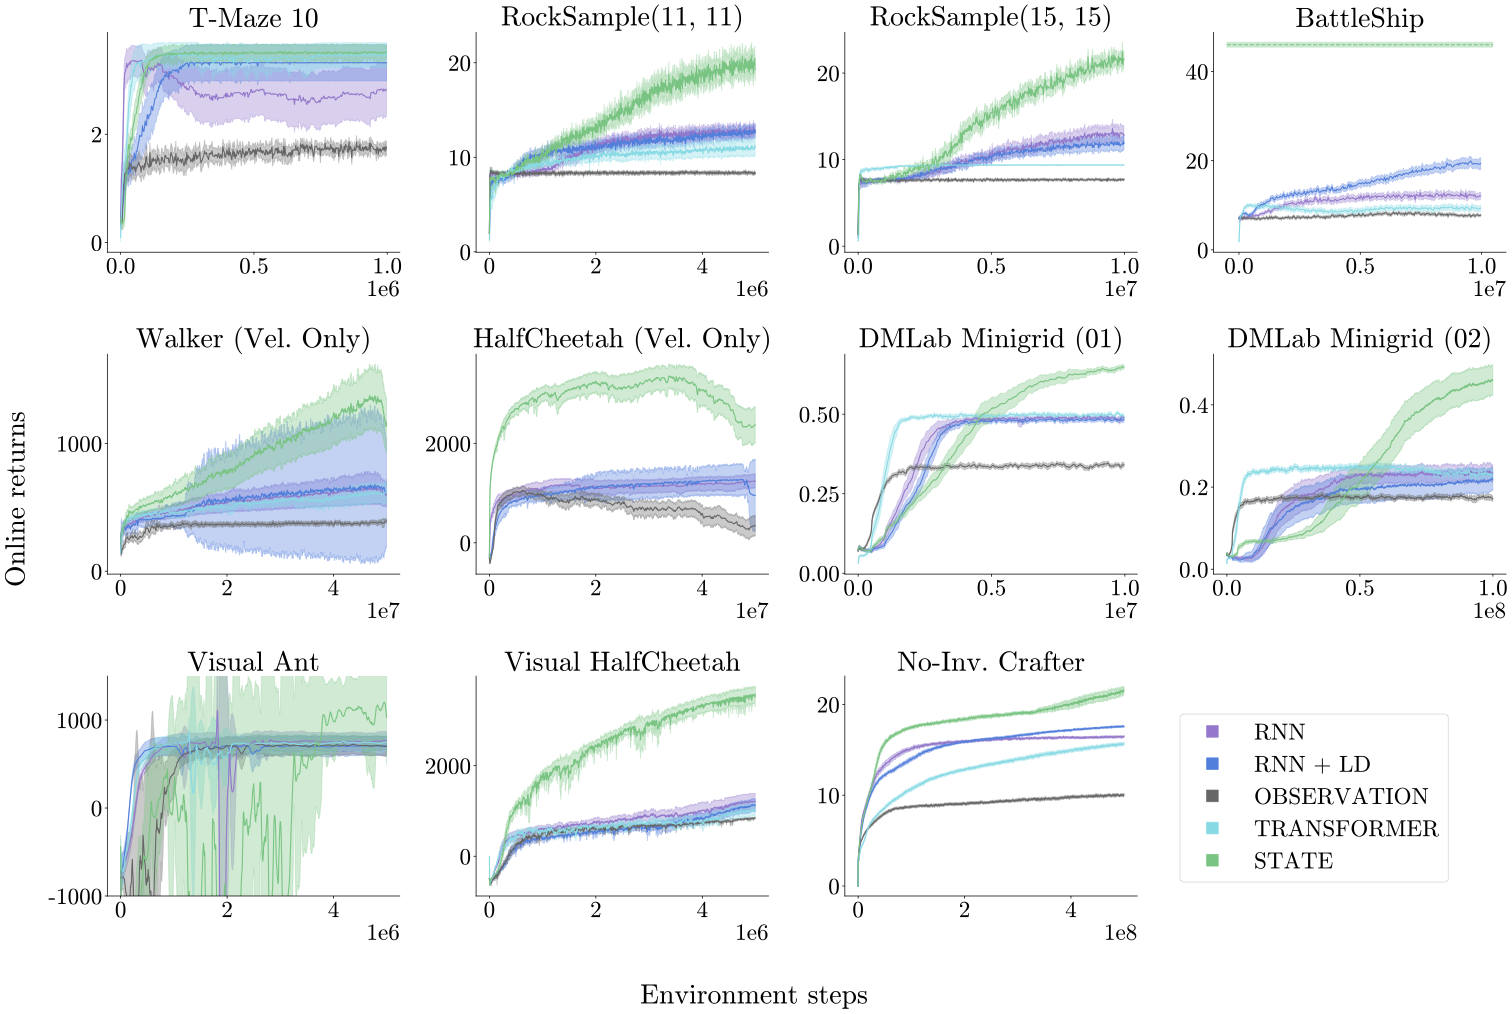 T-Maze 10
RockSample(11, 11)
RockSample(15, 15)
BattleShip
2
0
0.0 0.5 1.0
1e6
20
10
0
0 2 4
1e6
20
10
0
0.0 0.5 1.0
1e7
40
20
0
0.0 0.5 1.0
1e7
Online returns
Walker (Vel. Only)
HalfCheetah (Vel. Only)
DMLab Minigrid (01)
DMLab Minigrid (02)
1000
0
0 2 4
1e7
2000
0
0 2 4
1e7
0.50
0.25
0.00
0.0 0.5 1.0
1e7
0.4
0.2
0.0
0.0 0.5 1.0
1e8
Visual Ant
Visual HalfCheetah
No-Inv. Crafter
1000
0
-1000
0 2 4
1e6
2000
0
0 2 4
1e6
20
10
0
0 2 4
1e8
RNN
RNN + LD
OBSERVATION
TRANSFORMER
STATE
Environment steps